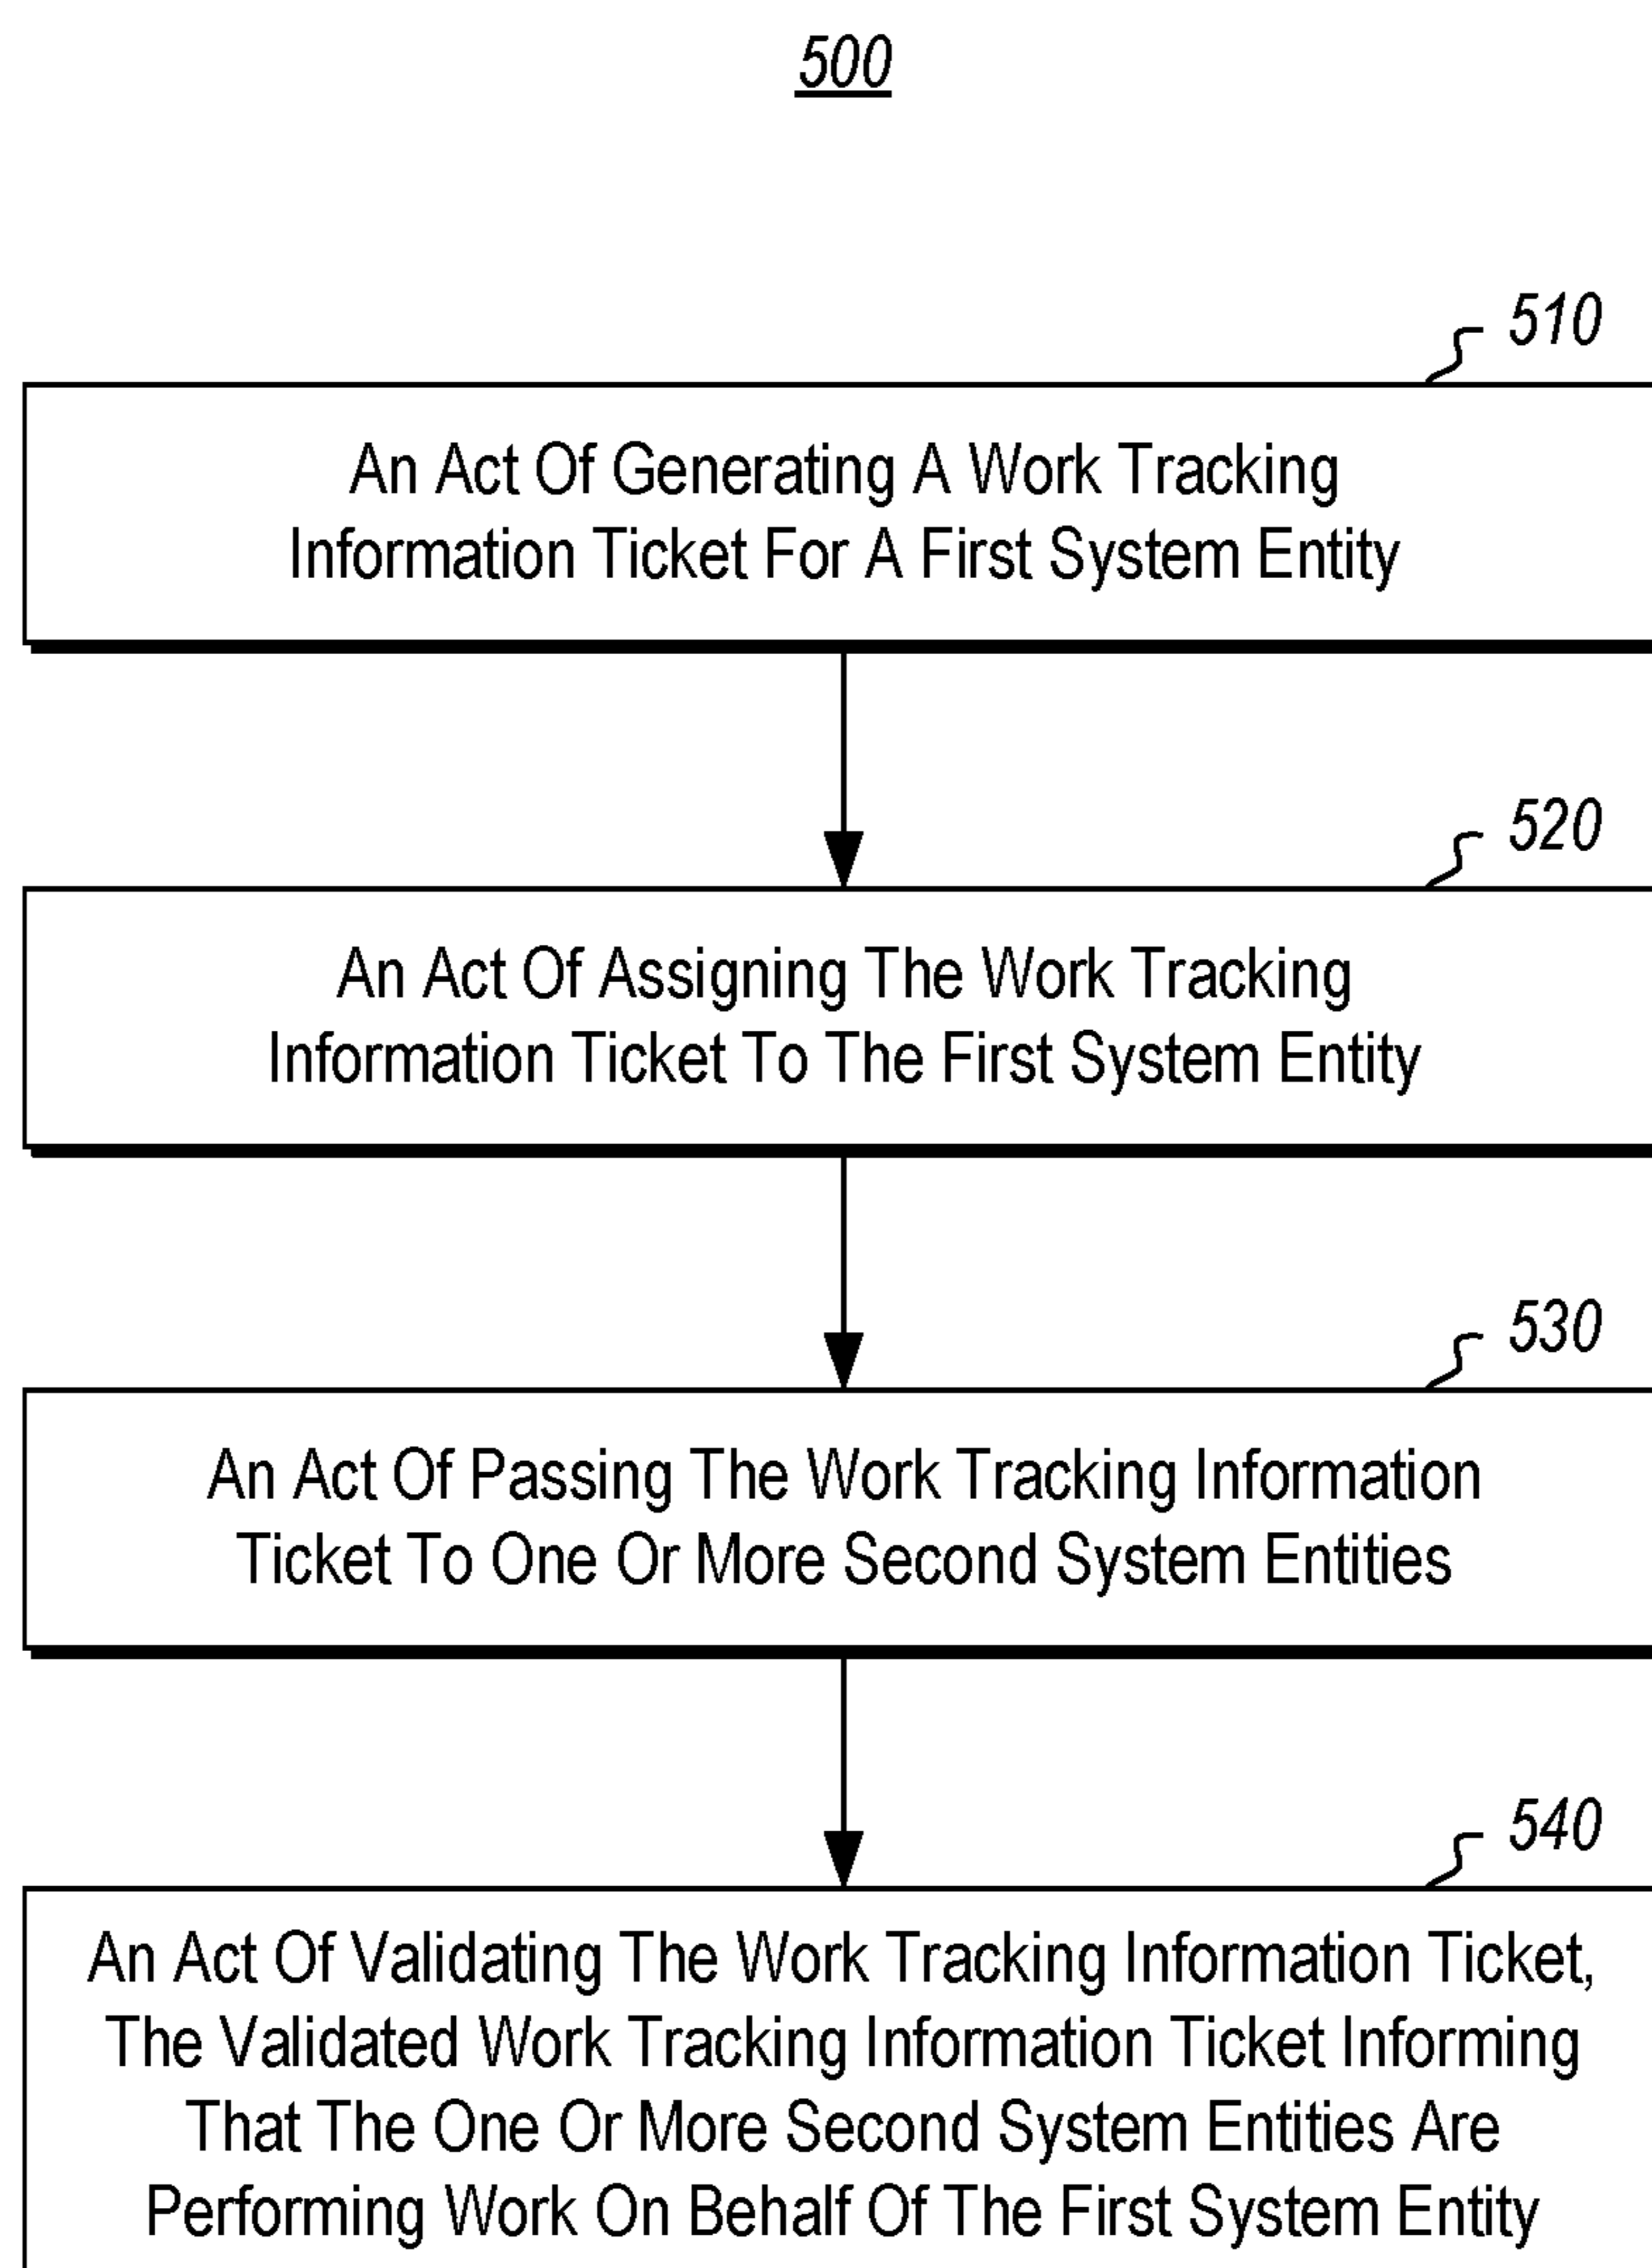 500
510
An Act Of Generating A Work Tracking
Information Ticket For A First System Entity
520
An Act Of Assigning The Work Tracking
Information Ticket To The First System Entity
530
An Act Of Passing The Work Tracking Information
Ticket To One Or More Second System Entities
540
An Act Of Validating The Work Tracking Information Ticket,
The Validated Work Tracking Information Ticket Informing
That The One Or More Second System Entities Are
Performing Work On Behalf Of The First System Entity